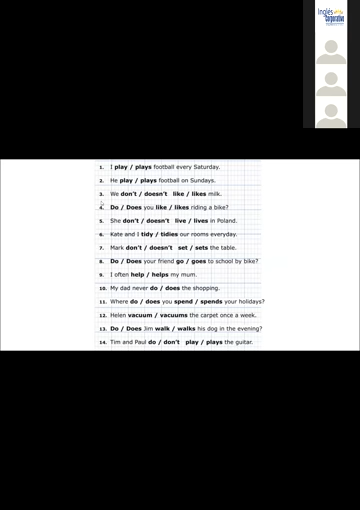 Inglés
Corporativo
1. I play / plays football every Saturday.
2. He play / plays football on Sundays.
3. We don't / doesn't like / likes milk.
4. Do / Does you like / likes riding a bike?
5. She don't / doesn't live / lives in Poland.
6. Kate and I tidy / tidies our rooms everyday.
7. Mark don't / doesn't set / sets the table.
8. Do / Does your friend go / goes to school by bike?
9. I often help / helps my mum.
10. My dad never do / does the shopping.
11. Where do / does you spend / spends your holidays?
12. Helen vacuum / vacuums the carpet once a week.
13. Do / Does Jim walk / walks his dog in the evening?
14. Tim and Paul do / don't play / plays the guitar.